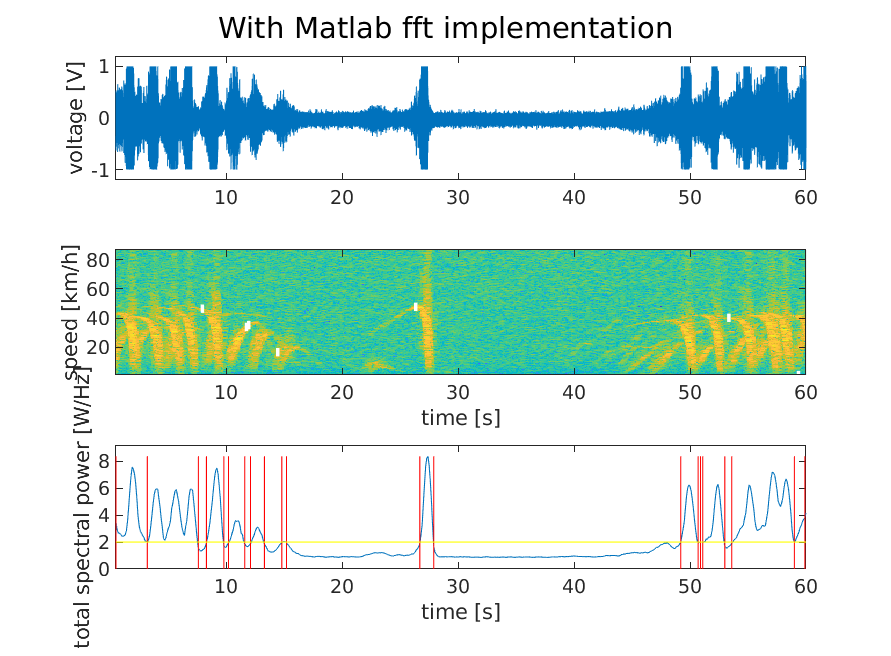 With Matlab fft implementation
voltage [V]
1
0
-1
10 20 30 40 50 60
speed [km/h]
80
60
40
20
10 20 30 40 50 60
time [s]
total spectral power [W/Hz]
8
6
4
2
0
10 20 30 40 50 60
time [s]